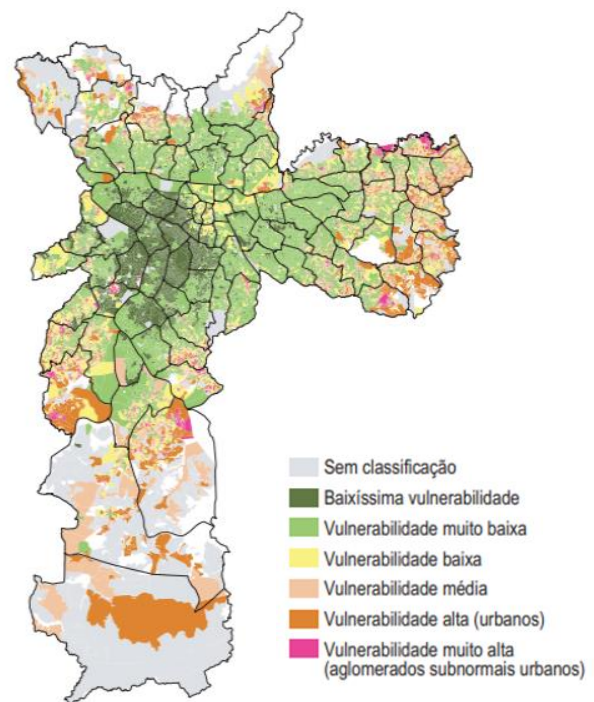 Sem classificação
Baixíssima vulnerabilidade
Vulnerabilidade muito baixa
Vulnerabilidade baixa
Vulnerabilidade média
Vulnerabilidade alta (urbanos)
Vulnerabilidade muito alta
(aglomerados subnormais urbanos)